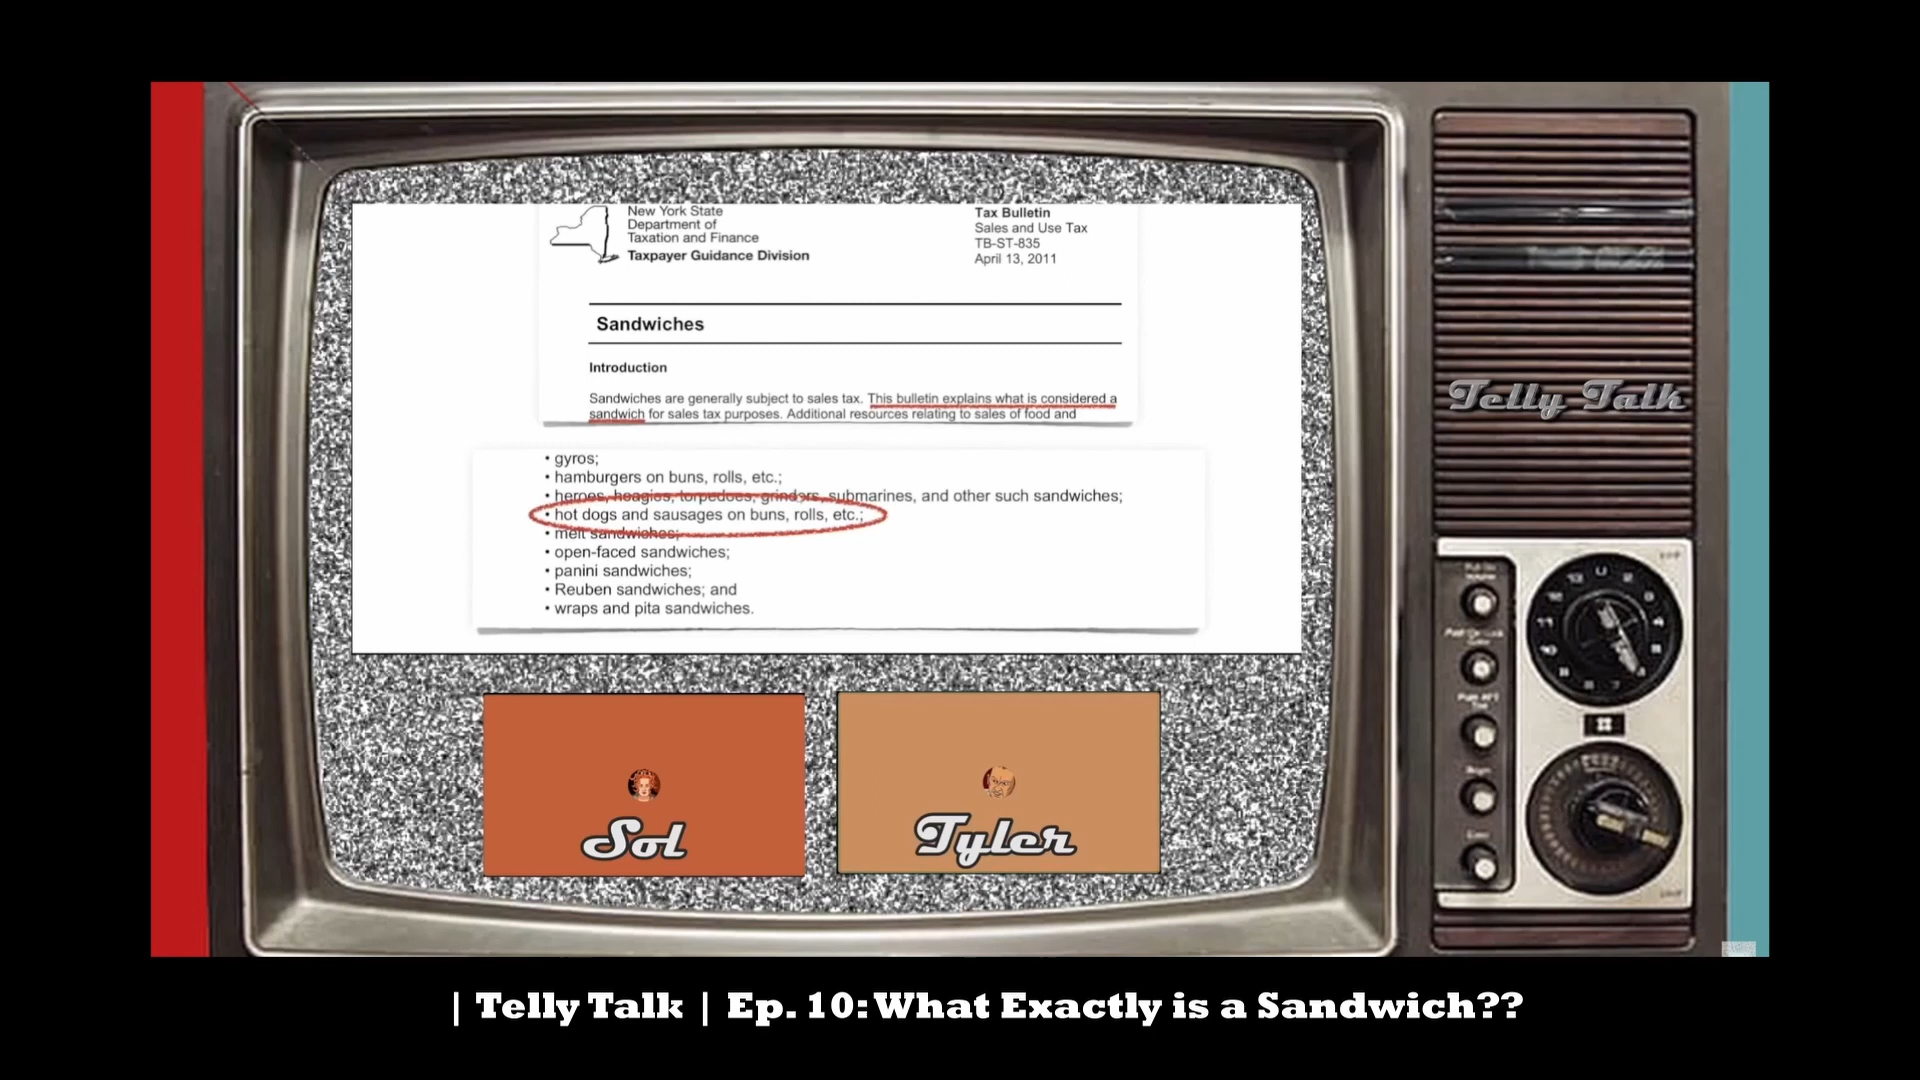 New York State
Department of
Taxation and Finance
Taxpayer Guidance Division
Tax Bulletin
Sales and Use Tax
TB-ST-835
April 13, 2011
Sandwiches
Introduction
Sandwiches are generally subject to sales tax. This bulletin explains what is considered a
sandwich for sales tax purposes. Additional resources relating to sales of food and
• gyros;
• hamburgers on buns, rolls, etc.;
• heroes, hoagies, torpedoes, grinders, submarines, and other such sandwiches;
• hot dogs and sausages on buns, rolls, etc.;
• melt sandwiches;
• open-faced sandwiches;
• panini sandwiches;
• Reuben sandwiches; and
• wraps and pita sandwiches.
Telly Talk
Sol
Tyler
| Telly Talk | Ep. 10: What Exactly is a Sandwich??